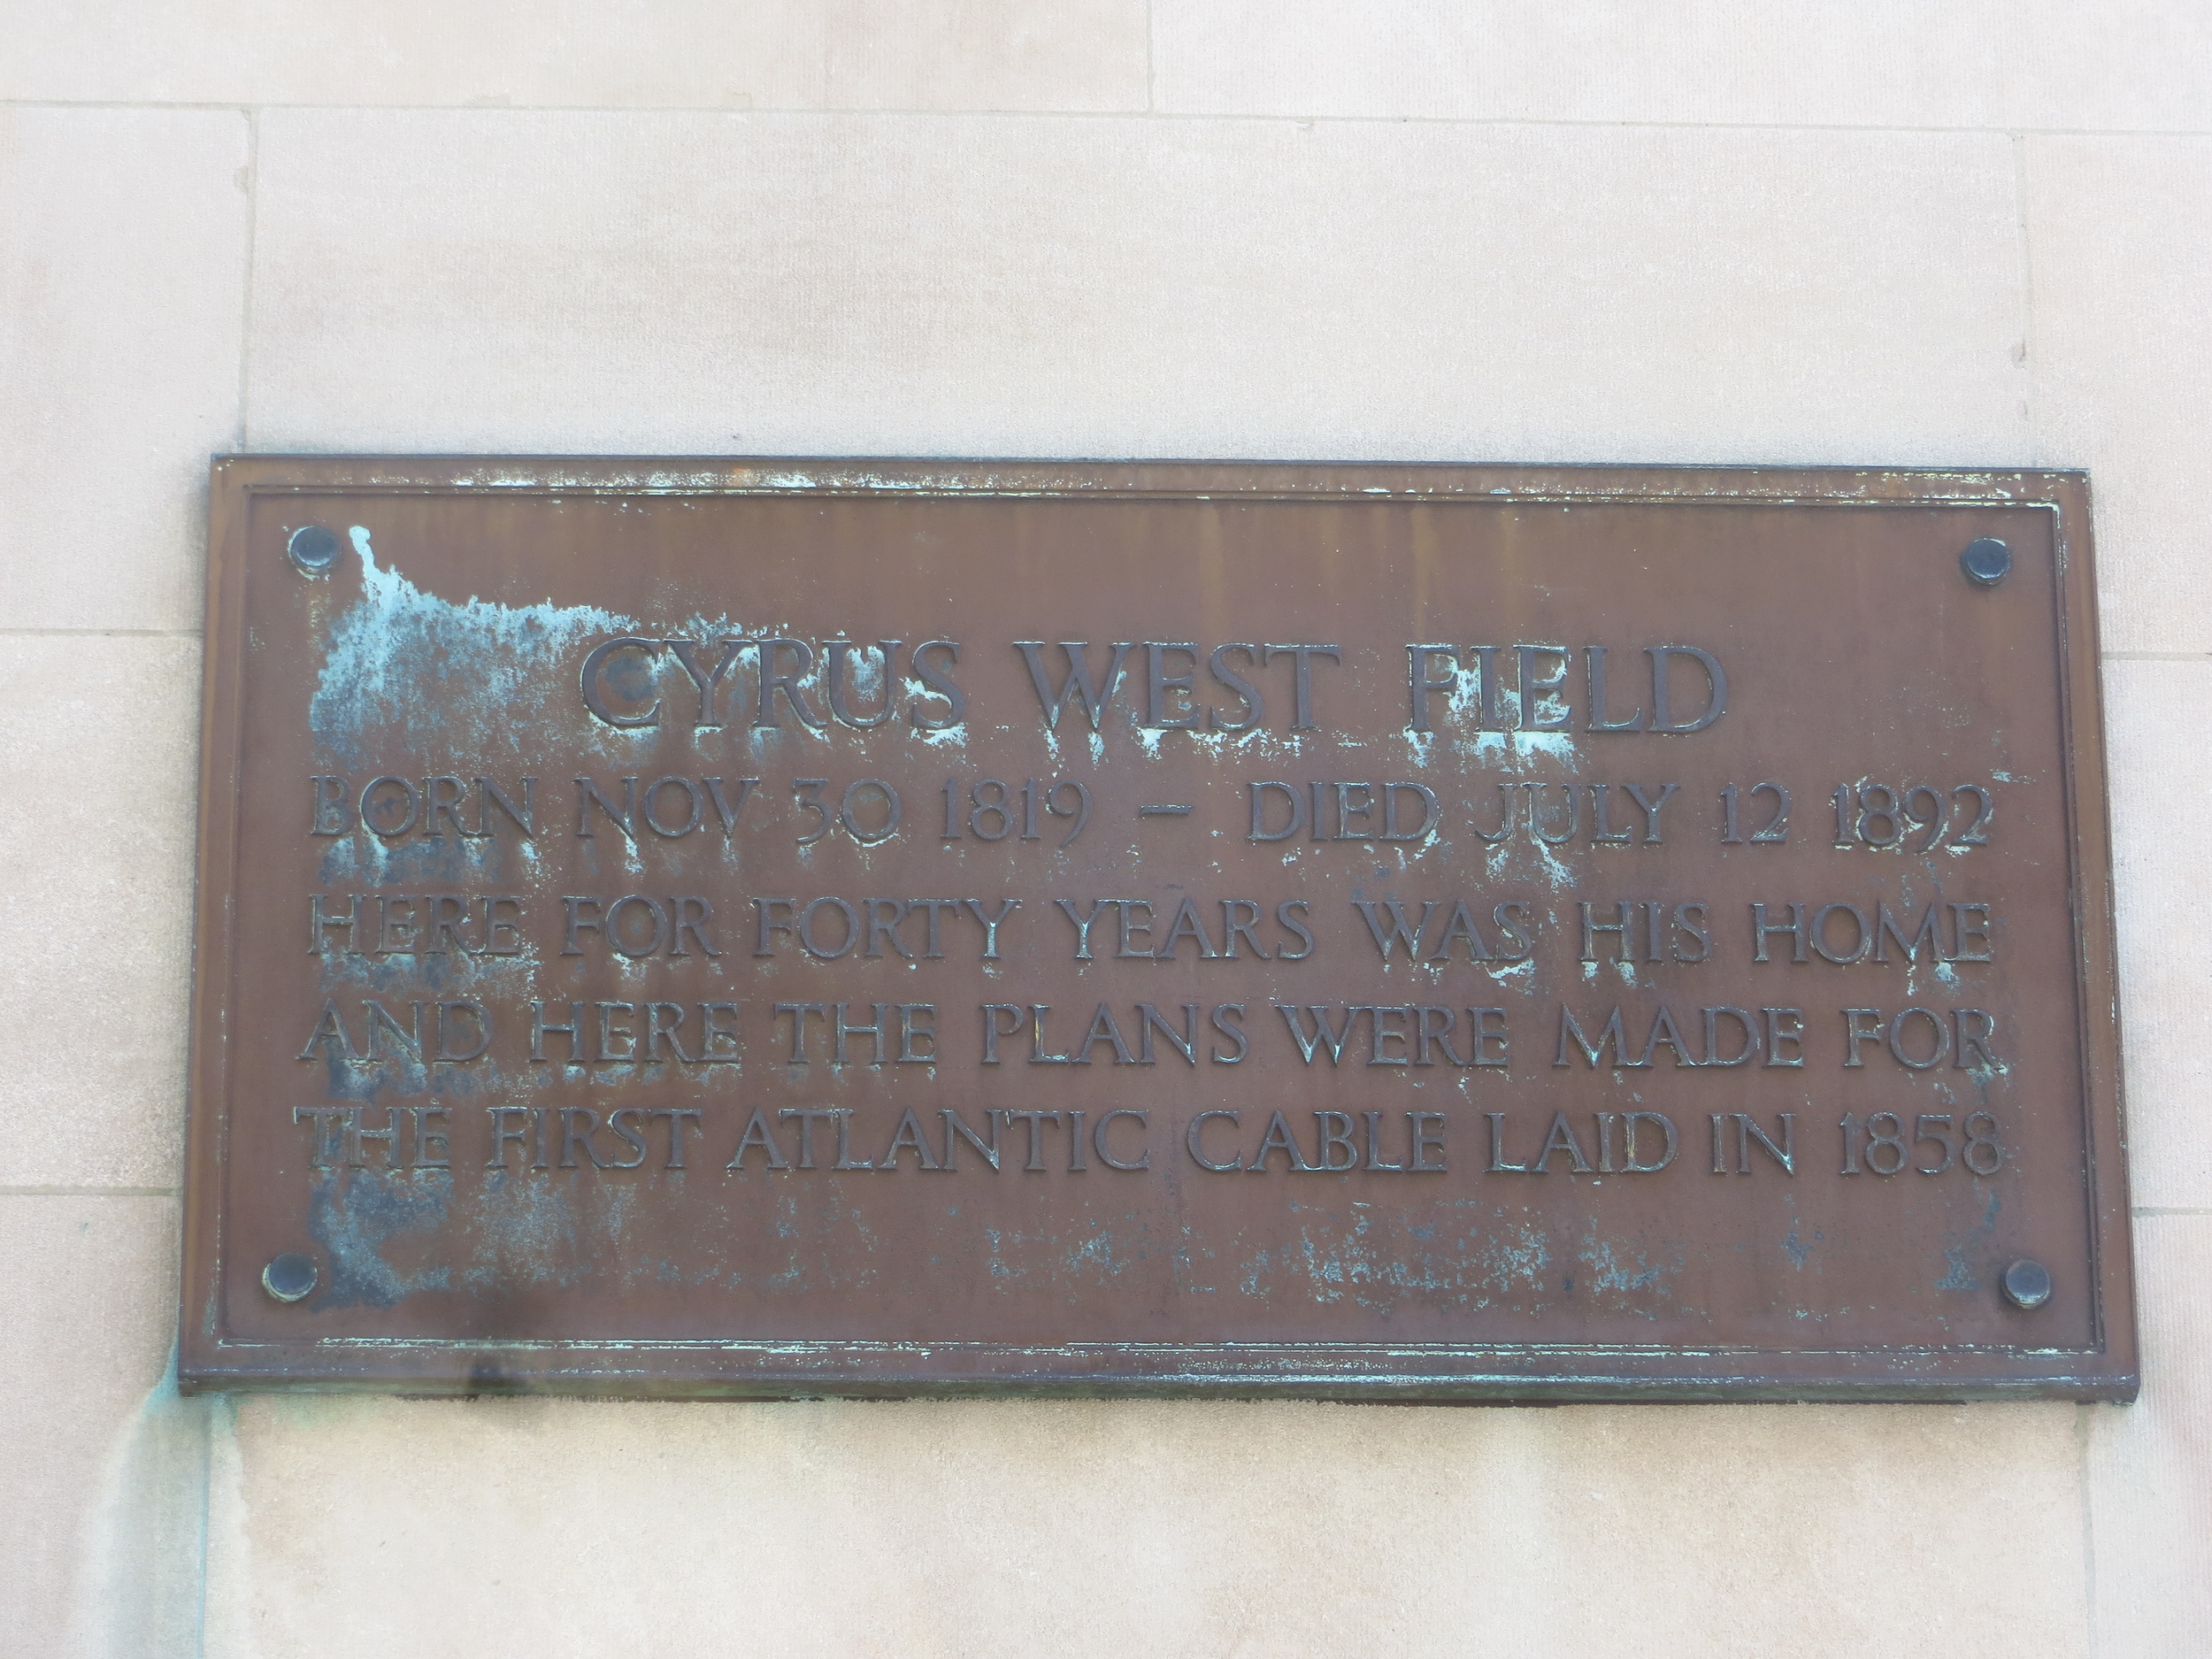 CYRUS WEST FIELD
BORN NOV 30 1819 – DIED JULY 12 1892
HERE FOR FORTY YEARS WAS HIS HOME
AND HERE THE PLANS WERE MADE FOR
THE FIRST ATLANTIC CABLE LAID IN 1858